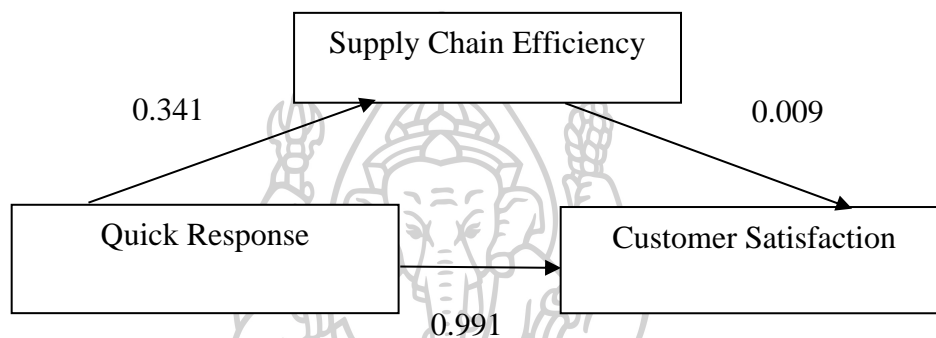 Supply Chain Efficiency
0.341
0.009
Quick Response
Customer Satisfaction
0.991